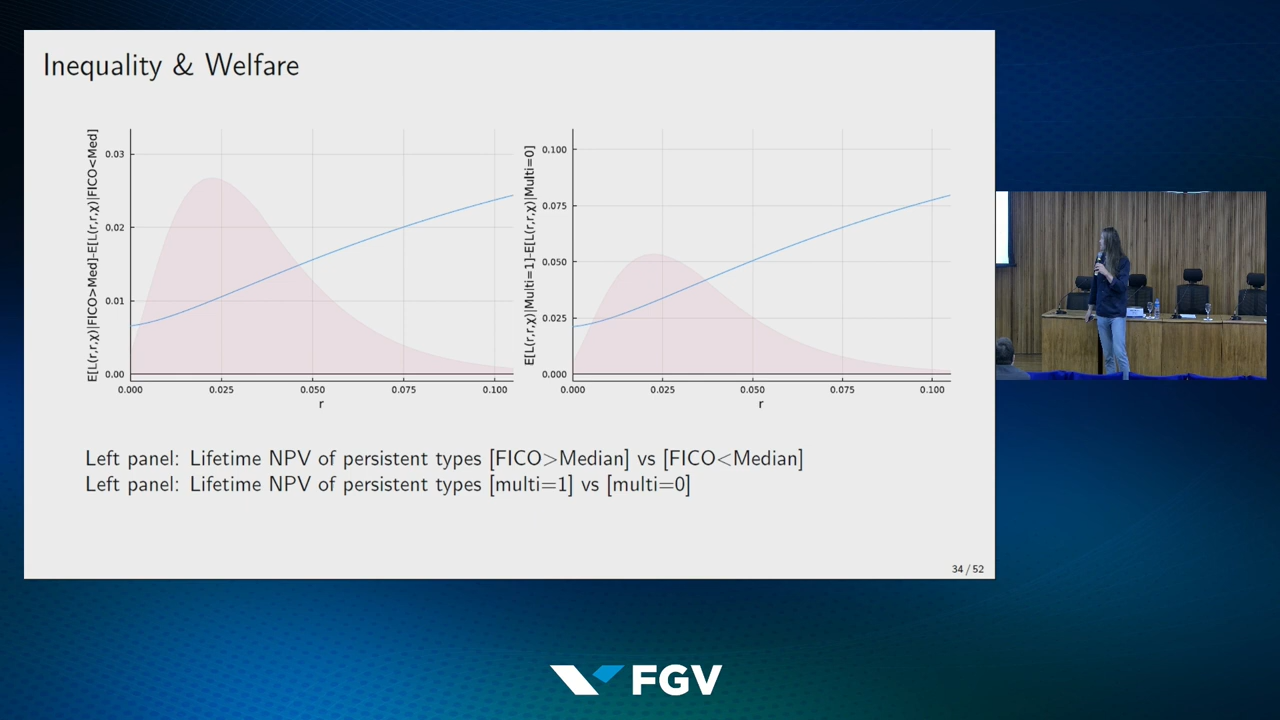 Inequality & Welfare
E[L(r,r,χ)|FICO>Med]-E[L(r,r,χ)|FICO<Med]
0.03
0.02
0.01
0.00
0.000 0.025 0.050 0.075 0.100
r
E[L(r,r,χ)|Multi=1]-E[L(r,r,χ)|Multi=0]
0.100
0.075
0.050
0.025
0.000
0.000 0.025 0.050 0.075 0.100
r
Left panel: Lifetime NPV of persistent types [FICO>Median] vs [FICO<Median]
Left panel: Lifetime NPV of persistent types [multi=1] vs [multi=0]
34 / 52
FGV